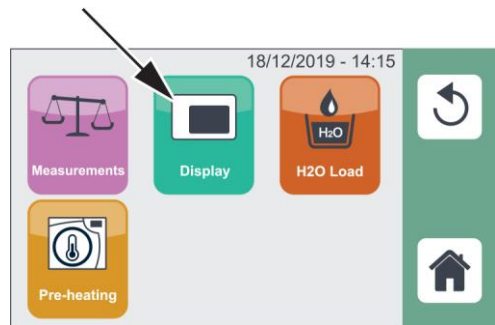 18/12/2019 - 14:15
H2O
Measurements
Display
H2O Load
Pre-heating